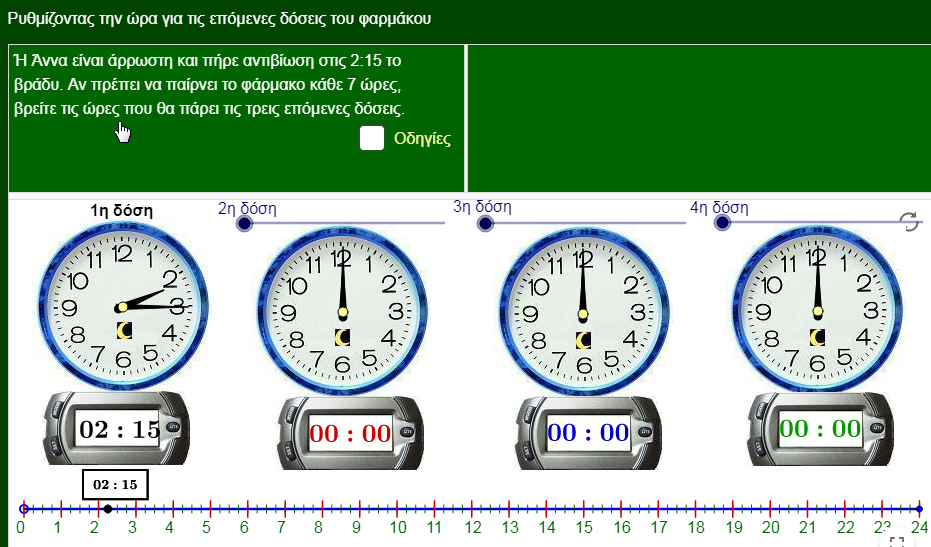 Ρυθμίζοντας την ώρα για τις επόμενες δόσεις του φαρμάκου
Ή Άννα είναι άρρωστη και πήρε αντιβίωση στις 2:15 το
βράδυ. Αν πρέπει να παίρνει το φάρμακο κάθε 7 ώρες,
βρείτε τις ώρες που θα πάρει τις τρεις επόμενες δόσεις.
Οδηγίες
1η δόση 2η δόση 3η δόση 4η δόση
12 1 2 3 4 5 6 7 8 9 10 11
12 1 2 3 4 5 6 7 8 9 10 11
12 1 2 3 4 5 6 7 8 9 10 11
12 1 2 3 4 5 6 7 8 9 10 11
02 : 15 00 : 00 00 : 00 00 : 00
02 : 15
0 1 2 3 4 5 6 7 8 9 10 11 12 13 14 15 16 17 18 19 20 21 22 23 24